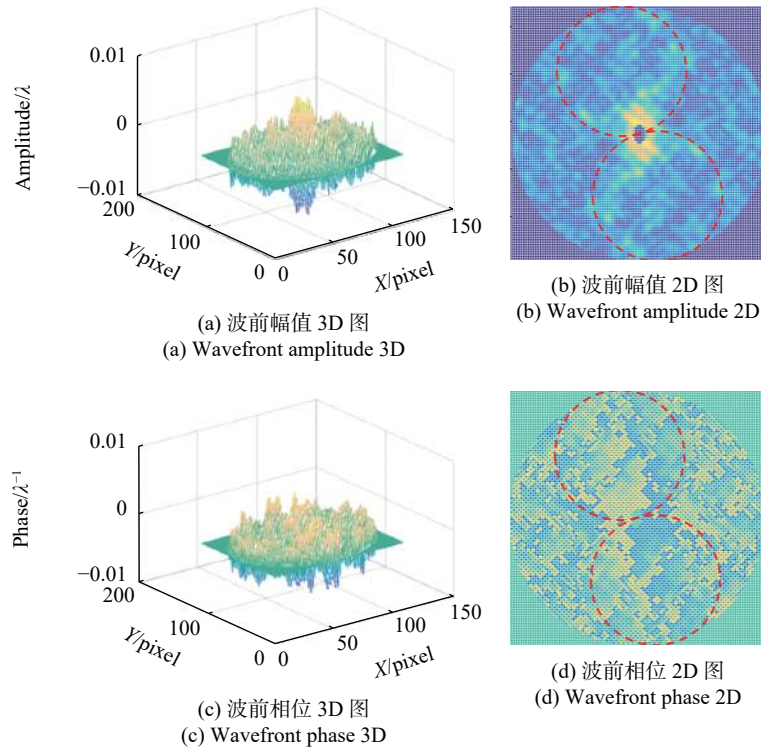 0.01
0
−0.01
Amplitude/λ
200
100
0
Y/pixel
0
50
100
150
X/pixel
(a) 波前幅值 3D 图
(a) Wavefront amplitude 3D
(b) 波前幅值 2D 图
(b) Wavefront amplitude 2D
0.01
0
−0.01
Phase/λ⁻¹
200
100
0
Y/pixel
0
50
100
150
X/pixel
(c) 波前相位 3D 图
(c) Wavefront phase 3D
(d) 波前相位 2D 图
(d) Wavefront phase 2D